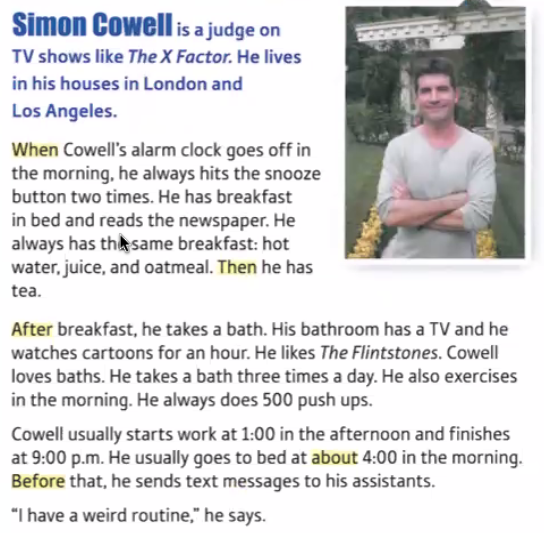 Simon Cowell is a judge on
TV shows like The X Factor. He lives
in his houses in London and
Los Angeles.
When Cowell's alarm clock goes off in
the morning, he always hits the snooze
button two times. He has breakfast
in bed and reads the newspaper. He
always has the same breakfast: hot
water, juice, and oatmeal. Then he has
tea.
After breakfast, he takes a bath. His bathroom has a TV and he
watches cartoons for an hour. He likes The Flintstones. Cowell
loves baths. He takes a bath three times a day. He also exercises
in the morning. He always does 500 push ups.
Cowell usually starts work at 1:00 in the afternoon and finishes
at 9:00 p.m. He usually goes to bed at about 4:00 in the morning.
Before that, he sends text messages to his assistants.
"I have a weird routine," he says.